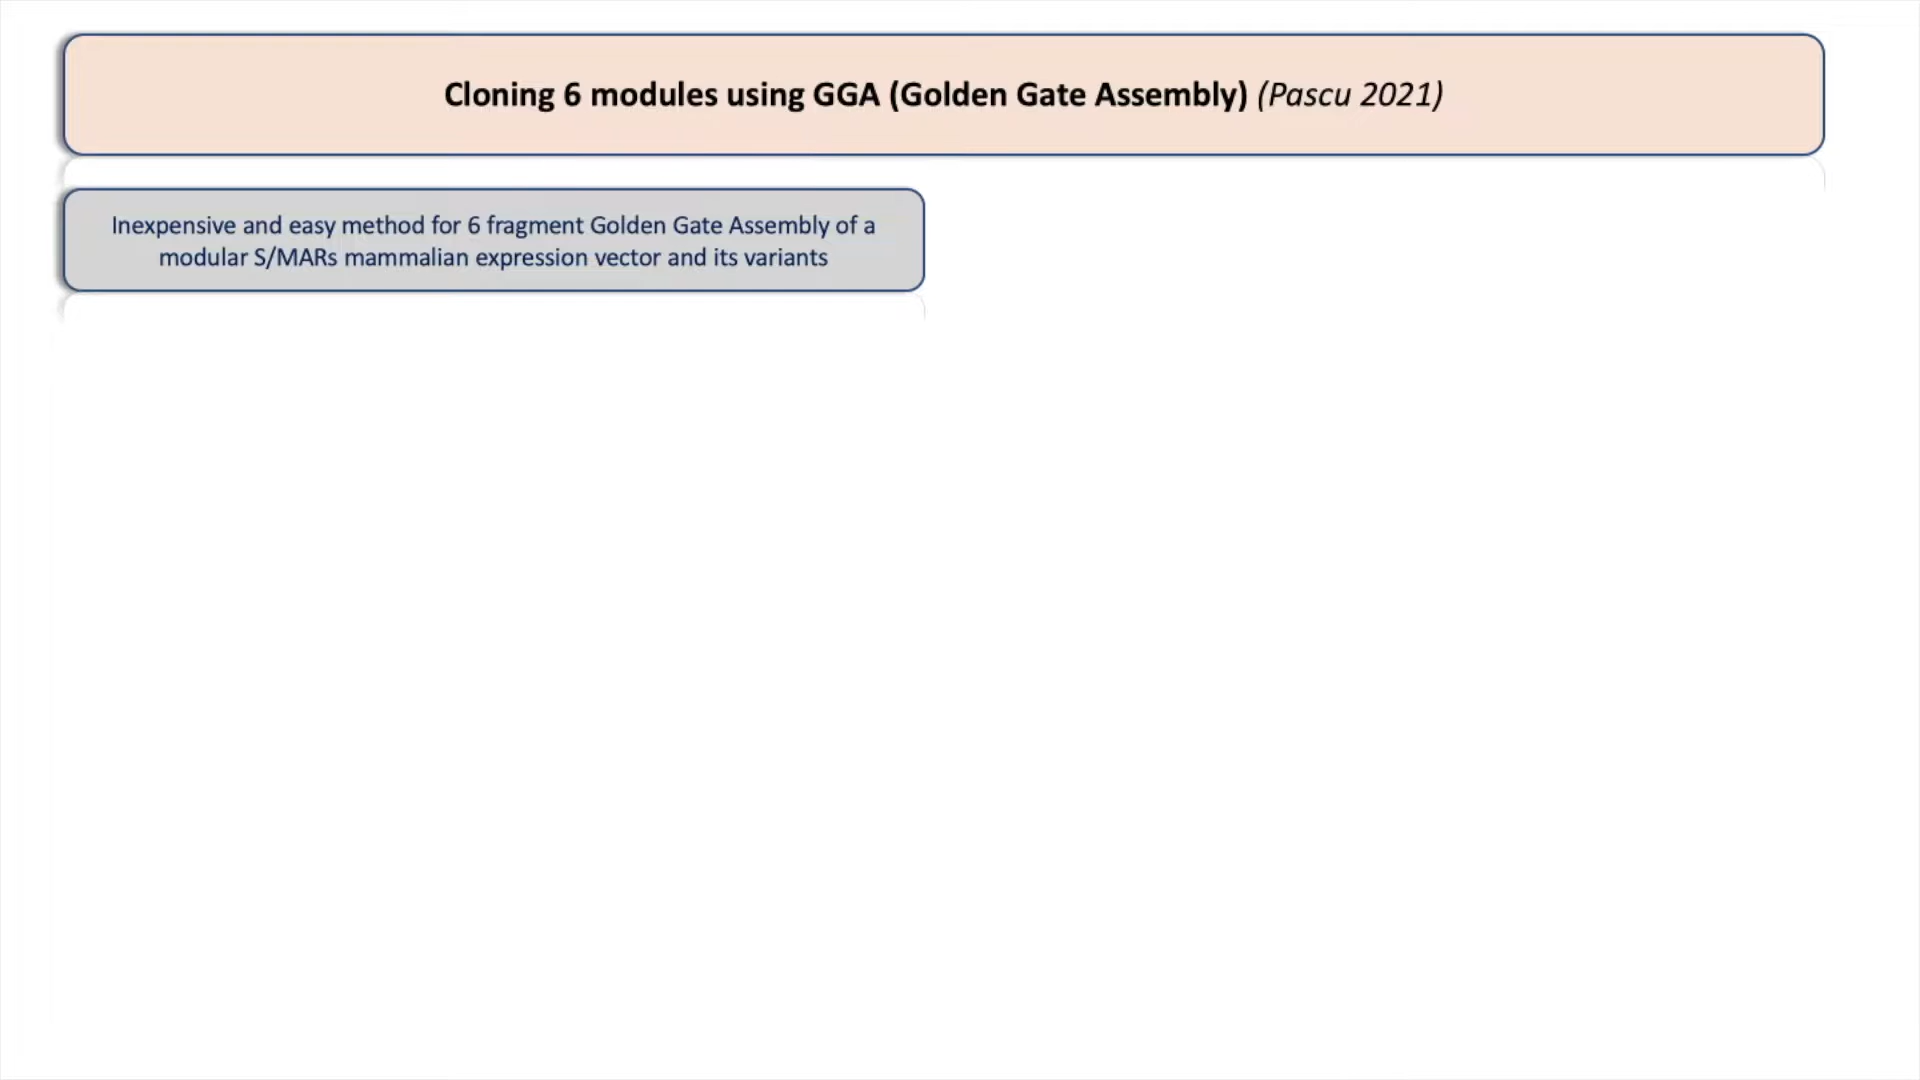 Cloning 6 modules using GGA (Golden Gate Assembly) (Pascu 2021)
Inexpensive and easy method for 6 fragment Golden Gate Assembly of a
modular S/MARs mammalian expression vector and its variants